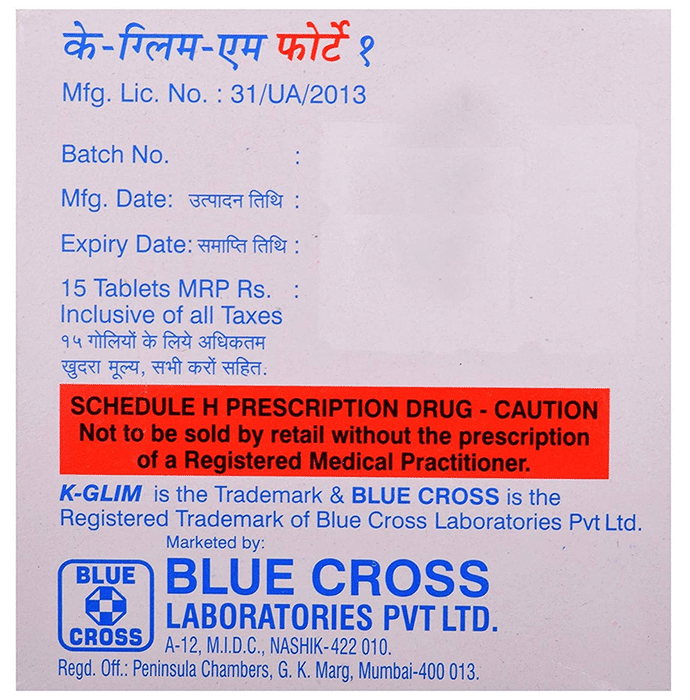 के-ग्लिम-एम फोर्टे १
Mfg. Lic. No. : 31/UA/2013
Batch No. :
Mfg. Date: उत्पादन तिथि :
Expiry Date: समाप्ति तिथि :
15 Tablets MRP Rs. :
Inclusive of all Taxes
१५ गोलियों के लिये अधिकतम
खुदरा मूल्य, सभी करों सहित.
SCHEDULE H PRESCRIPTION DRUG - CAUTION
Not to be sold by retail without the prescription
of a Registered Medical Practitioner.
K-GLIM is the Trademark & BLUE CROSS is the
Registered Trademark of Blue Cross Laboratories Pvt Ltd.
Marketed by:
BLUE CROSS
BLUE CROSS
LABORATORIES PVT LTD.
A-12, M.I.D.C., NASHIK-422 010.
Regd. Off.: Peninsula Chambers, G. K. Marg, Mumbai-400 013.